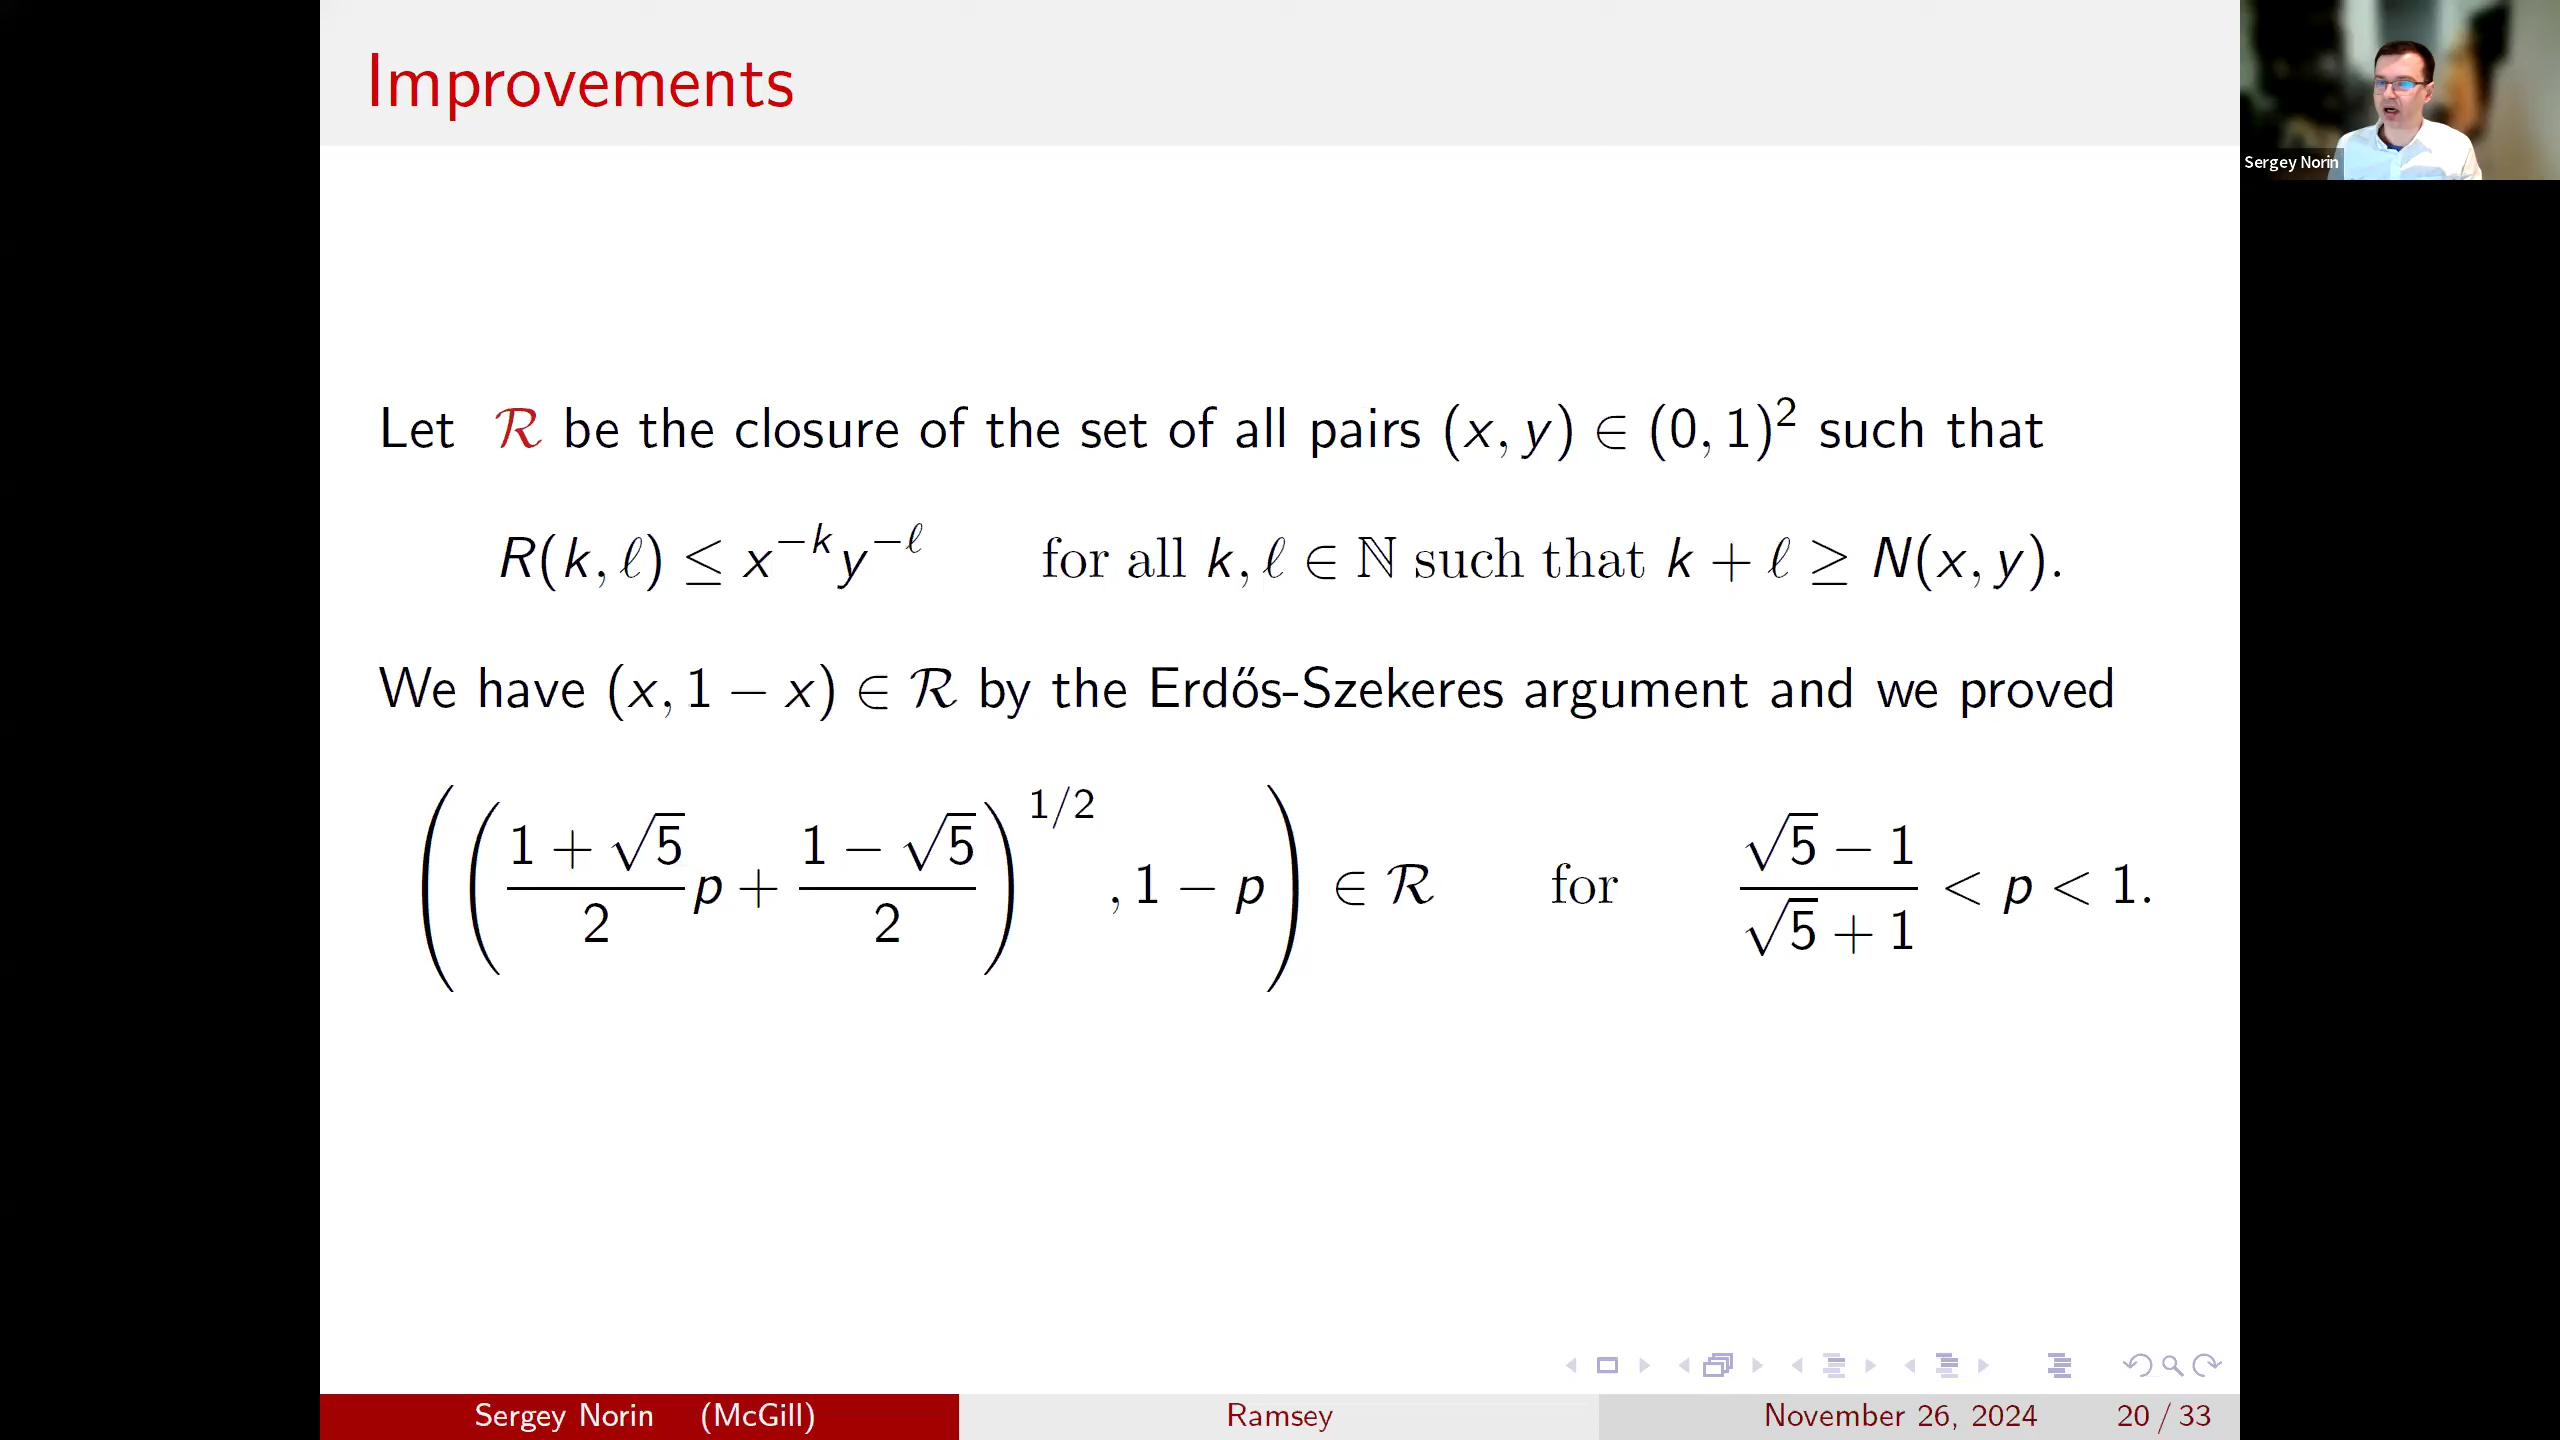 Improvements
Sergey Norin
Let ℛ be the closure of the set of all pairs (x, y) ∈ (0, 1)² such that
R(k, ℓ) ≤ x⁻ᵏy^{−ℓ} for all k, ℓ ∈ ℕ such that k + ℓ ≥ N(x, y).
We have (x, 1 − x) ∈ ℛ by the Erdős-Szekeres argument and we proved
(((1 + √5)/2 p + (1 − √5)/2)^{1/2}, 1 − p) ∈ ℛ for (√5 − 1)/(√5 + 1) < p < 1.
Sergey Norin (McGill) Ramsey November 26, 2024 20 / 33